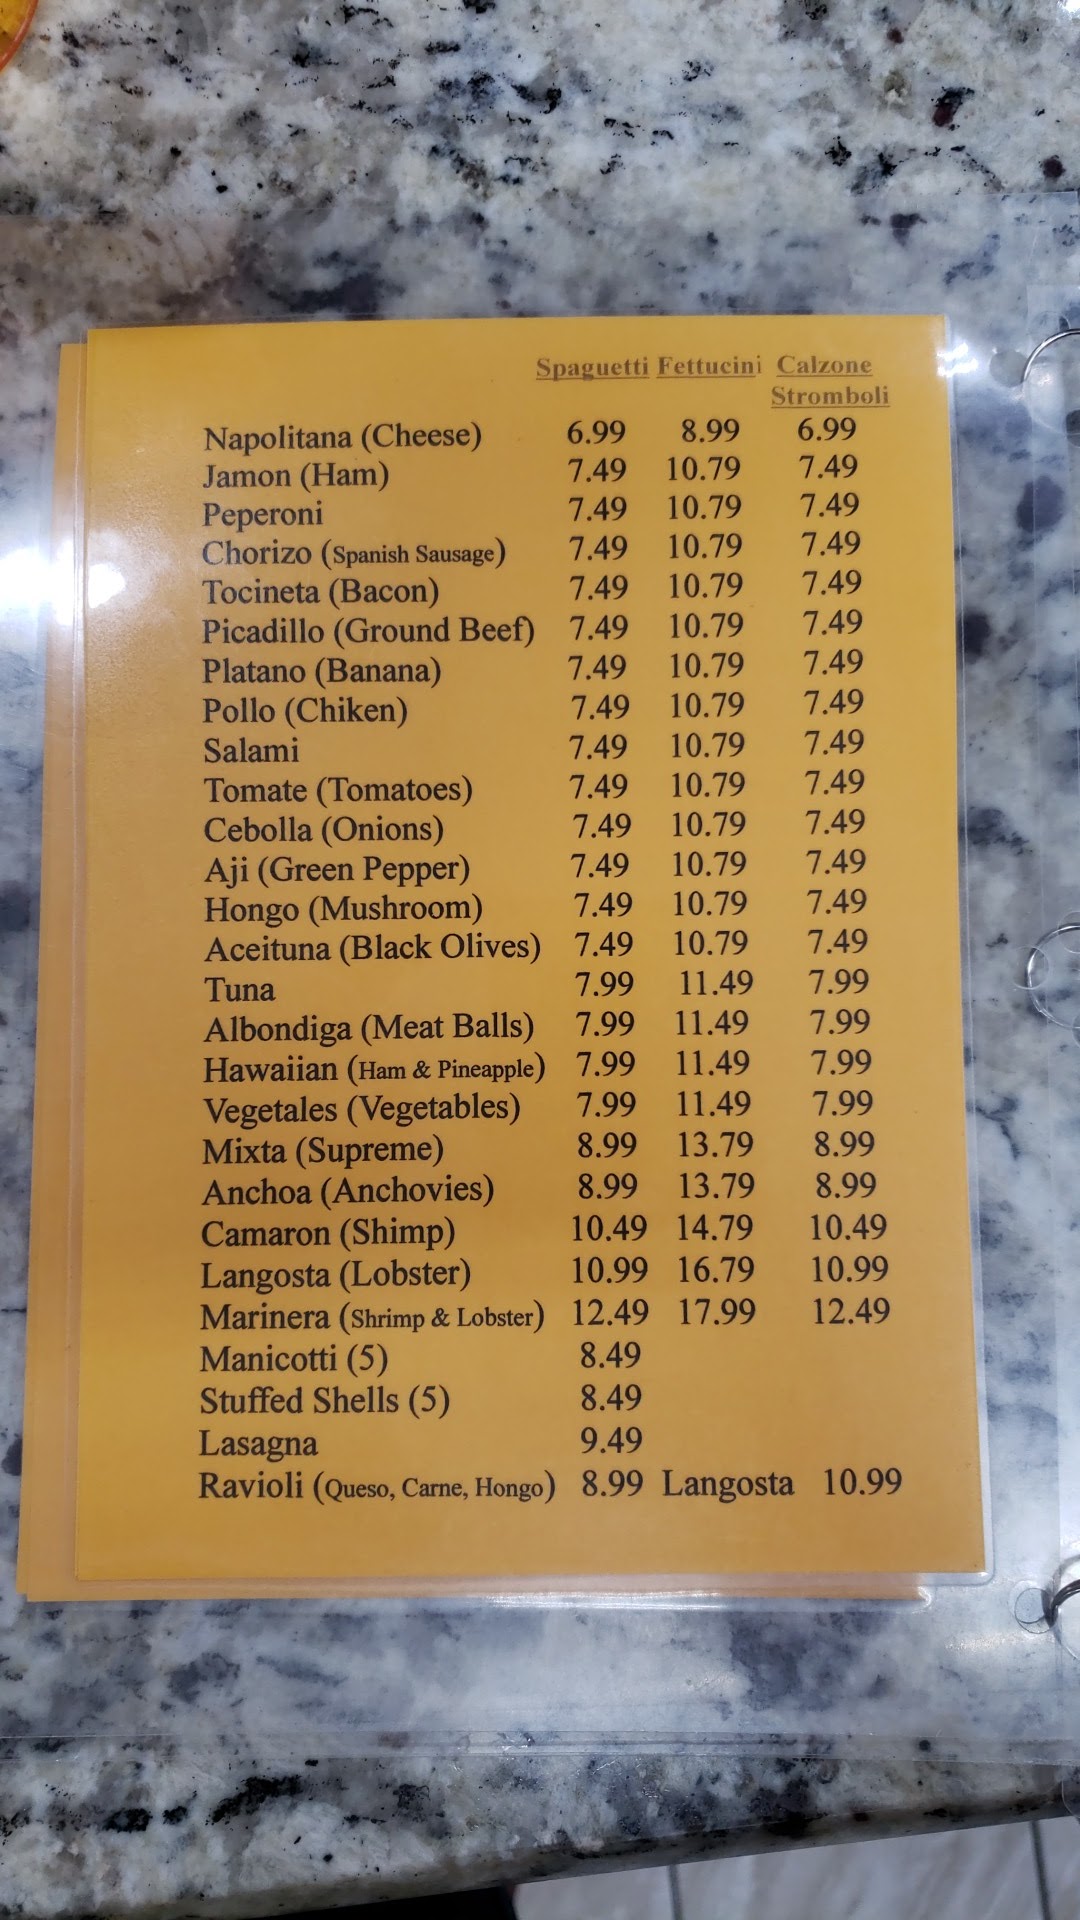 Spaguetti Fettucini Calzone
Stromboli
Napolitana (Cheese) 6.99 8.99 6.99
Jamon (Ham) 7.49 10.79 7.49
Peperoni 7.49 10.79 7.49
Chorizo (Spanish Sausage) 7.49 10.79 7.49
Tocineta (Bacon) 7.49 10.79 7.49
Picadillo (Ground Beef) 7.49 10.79 7.49
Platano (Banana) 7.49 10.79 7.49
Pollo (Chiken) 7.49 10.79 7.49
Salami 7.49 10.79 7.49
Tomate (Tomatoes) 7.49 10.79 7.49
Cebolla (Onions) 7.49 10.79 7.49
Aji (Green Pepper) 7.49 10.79 7.49
Hongo (Mushroom) 7.49 10.79 7.49
Aceituna (Black Olives) 7.49 10.79 7.49
Tuna 7.99 11.49 7.99
Albondiga (Meat Balls) 7.99 11.49 7.99
Hawaiian (Ham & Pineapple) 7.99 11.49 7.99
Vegetales (Vegetables) 7.99 11.49 7.99
Mixta (Supreme) 8.99 13.79 8.99
Anchoa (Anchovies) 8.99 13.79 8.99
Camaron (Shimp) 10.49 14.79 10.49
Langosta (Lobster) 10.99 16.79 10.99
Marinera (Shrimp & Lobster) 12.49 17.99 12.49
Manicotti (5) 8.49
Stuffed Shells (5) 8.49
Lasagna 9.49
Ravioli (Queso, Carne, Hongo) 8.99 Langosta 10.99